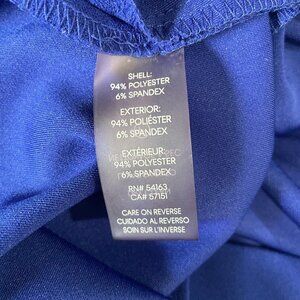 SHELL:
94% POLYESTER
6% SPANDEX
EXTERIOR:
94% POLIÉSTER
6% SPANDEX
EXTÉRIEUR:
94% POLYESTER
6% SPANDEX
RN# 54163
CA# 57151
CARE ON REVERSE
CUIDADO AL REVERSO
SOIN SUR L'INVERSE